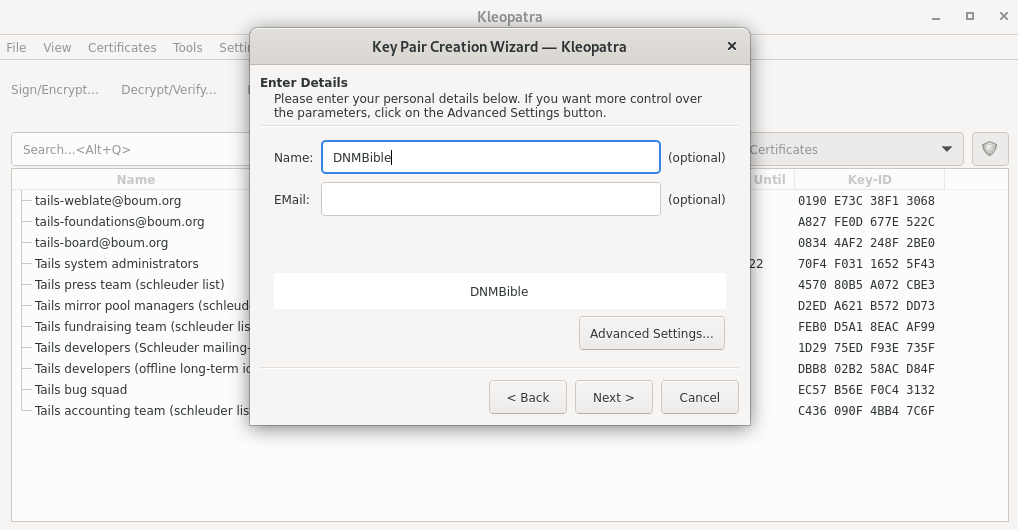 Kleopatra
File View Certificates Tools
Key Pair Creation Wizard — Kleopatra
Sign/Encrypt... Decrypt/Verify...
Enter Details
Please enter your personal details below. If you want more control over
the parameters, click on the Advanced Settings button.
Search...<Alt+Q>
Name: DNMBible (optional)
Certificates
Name Until Key-ID
EMail: (optional)
tails-weblate@boum.org 0190 E73C 38F1 3068
tails-foundations@boum.org A827 FE0D 677E 522C
tails-board@boum.org 0834 4AF2 248F 2BE0
Tails system administrators 22 70F4 F031 1652 5F43
Tails press team (schleuder list) 4570 80B5 A072 CBE3
DNMBible
Tails mirror pool managers (schleud D2ED A621 B572 DD73
Tails fundraising team (schleuder lis FEB0 D5A1 8EAC AF99
Advanced Settings...
Tails developers (Schleuder mailing- 1D29 75ED F93E 735F
Tails developers (offline long-term id DBB8 02B2 58AC D84F
Tails bug squad EC57 B56E F0C4 3132
< Back Next > Cancel
Tails accounting team (schleuder lis C436 090F 4BB4 7C6F